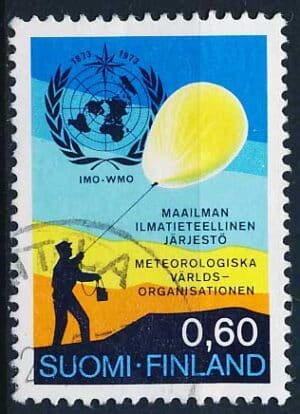 1873 1973
IMO-WMO
MAAILMAN
ILMATIETEELLINEN
JÄRJESTÖ
METEOROLOGISKA
VÄRLDS-
ORGANISATIONEN
0,60
SUOMI·FINLAND